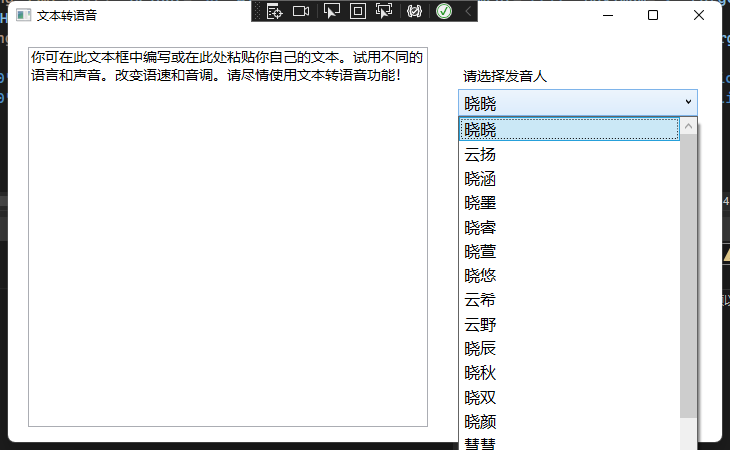 文本转语音
你可在此文本框中编写或在此处粘贴你自己的文本。试用不同的
语言和声音。改变语速和音调。请尽情使用文本转语音功能！
请选择发音人
晓晓
晓晓
云扬
晓涵
晓墨
晓睿
晓萱
晓悠
云希
云野
晓辰
晓秋
晓双
晓颜
慧慧